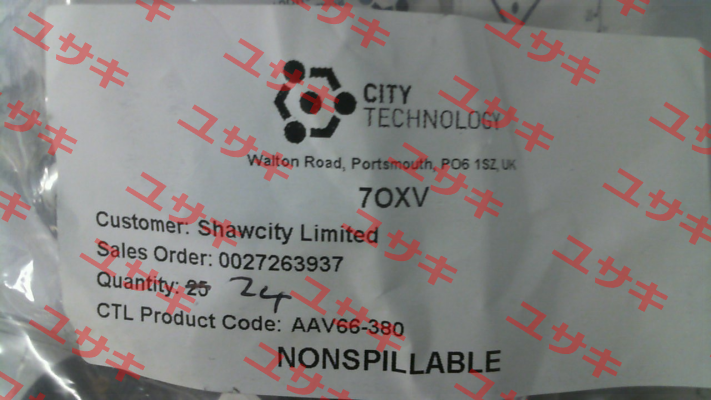 CITY
TECHNOLOGY
Walton Road, Portsmouth, PO6 1SZ, UK
7OXV
Customer: Shawcity Limited
Sales Order: 0027263937
Quantity: 25 24
CTL Product Code: AAV66-380
NONSPILLABLE
ユサキ